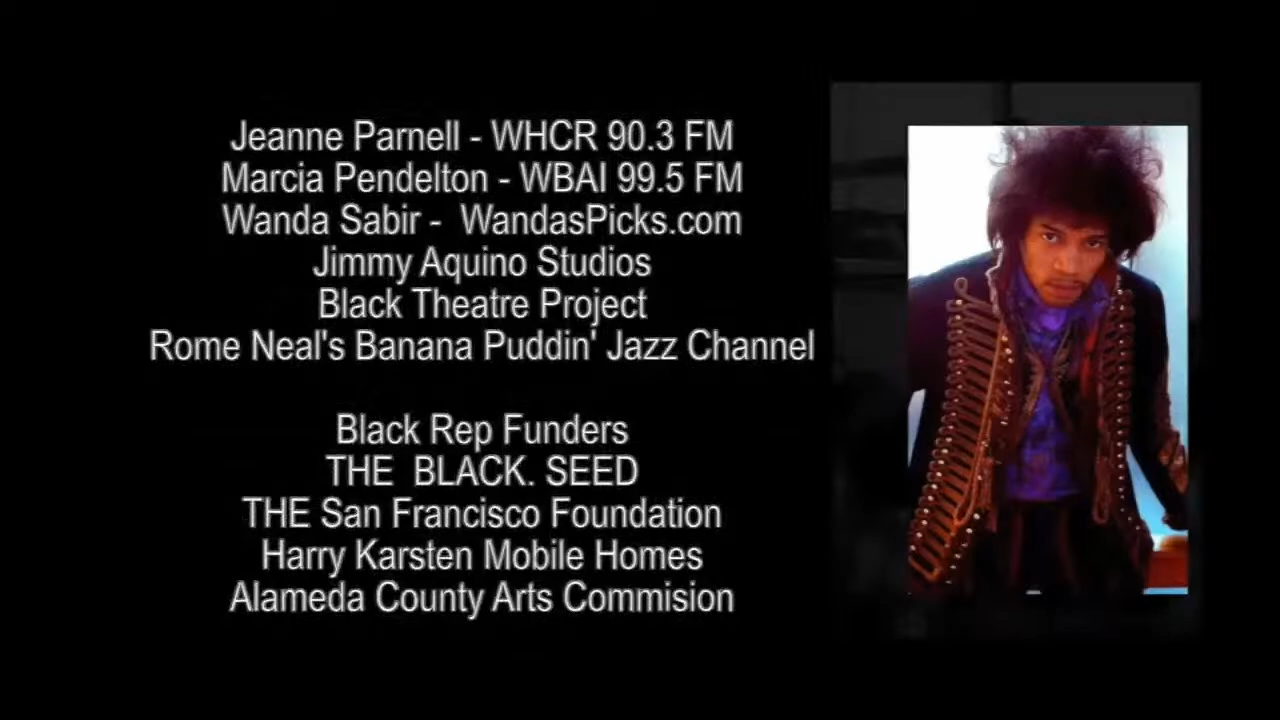 Jeanne Parnell - WHCR 90.3 FM
Marcia Pendelton - WBAI 99.5 FM
Wanda Sabir -  WandasPicks.com
Jimmy Aquino Studios
Black Theatre Project
Rome Neal's Banana Puddin' Jazz Channel
Black Rep Funders
THE  BLACK. SEED
THE San Francisco Foundation
Harry Karsten Mobile Homes
Alameda County Arts Commision